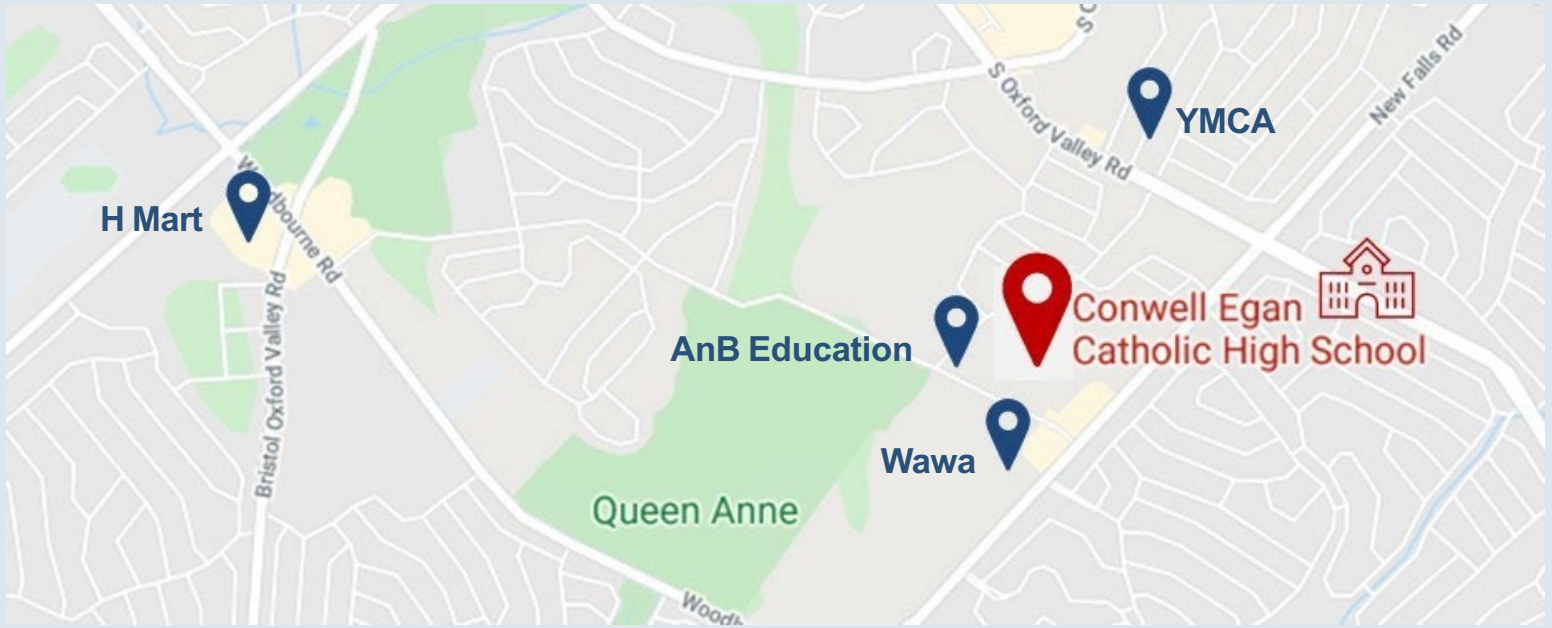 S O
S Oxford Valley Rd
New Falls Rd
YMCA
Woodbourne Rd
H Mart
Bristol Oxford Valley Rd
Conwell Egan
Catholic High School
AnB Education
Wawa
Queen Anne
Woodb